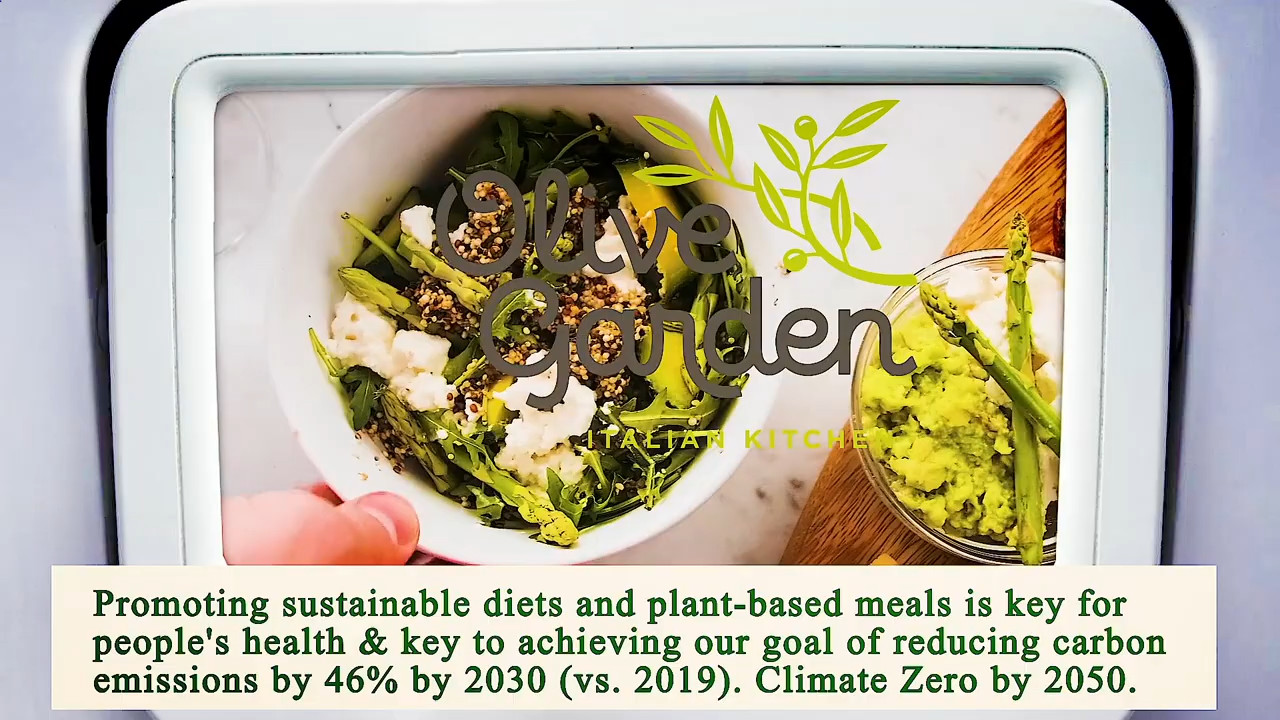 Olive
Garden
ITALIAN KITCHEN
Promoting sustainable diets and plant-based meals is key for
people's health & key to achieving our goal of reducing carbon
emissions by 46% by 2030 (vs. 2019). Climate Zero by 2050.